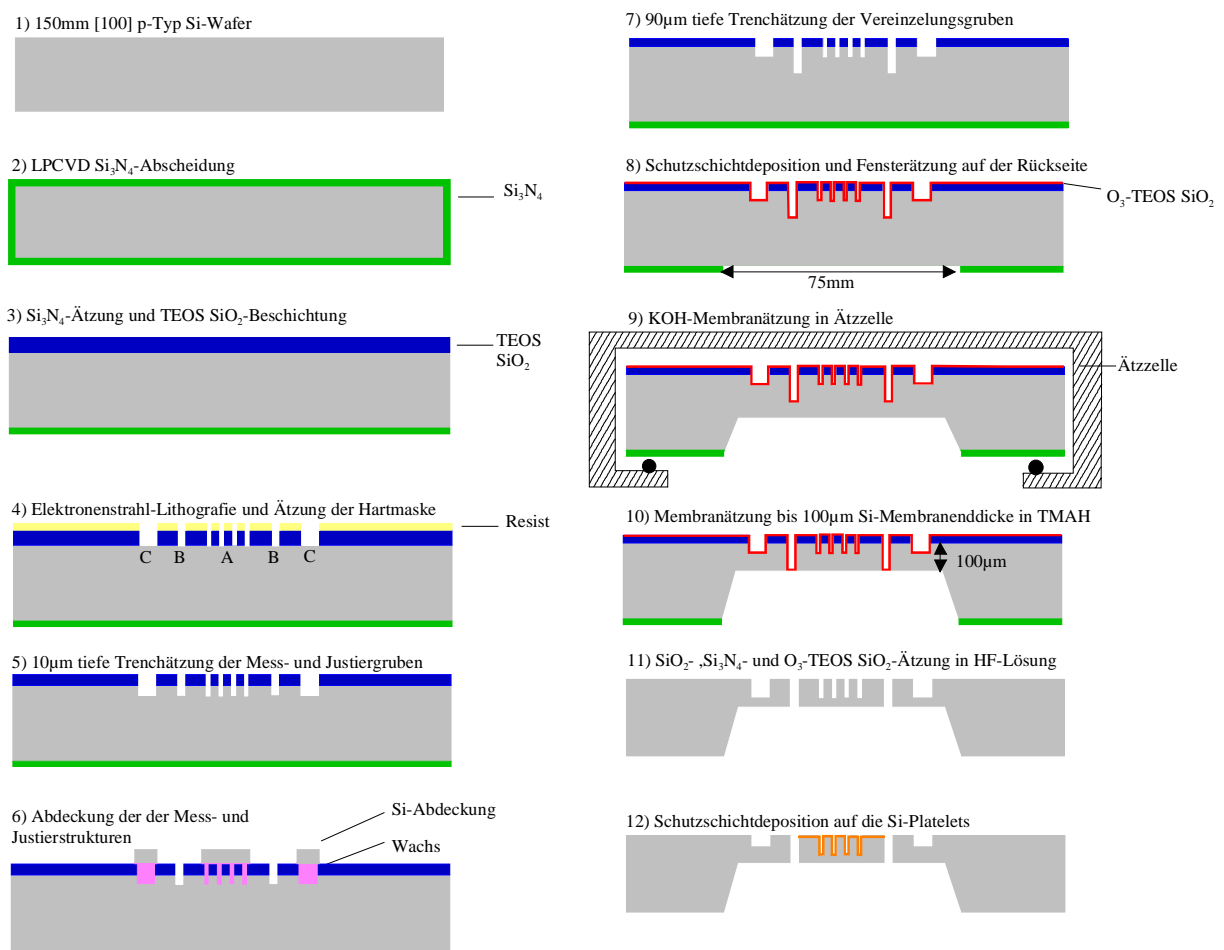 1) 150mm [100] p-Typ Si-Wafer
2) LPCVD Si₃N₄-Abscheidung
Si₃N₄
3) Si₃N₄-Ätzung und TEOS SiO₂-Beschichtung
TEOS
SiO₂
4) Elektronenstrahl-Lithografie und Ätzung der Hartmaske
Resist
C B A B C
5) 10µm tiefe Trenchätzung der Mess- und Justiergruben
6) Abdeckung der der Mess- und
Justierstrukturen
Si-Abdeckung
Wachs
7) 90µm tiefe Trenchätzung der Vereinzelungsgruben
8) Schutzschichtdeposition und Fensterätzung auf der Rückseite
O₃-TEOS SiO₂
75mm
9) KOH-Membranätzung in Ätzzelle
Ätzzelle
10) Membranätzung bis 100µm Si-Membranenddicke in TMAH
100µm
11) SiO₂- ,Si₃N₄- und O₃-TEOS SiO₂-Ätzung in HF-Lösung
12) Schutzschichtdeposition auf die Si-Platelets